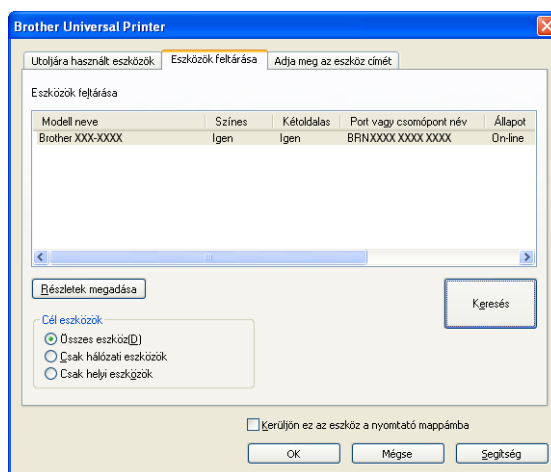 Brother Universal Printer
Utoljára használt eszközök Eszközök feltárása Adja meg az eszköz címét
Eszközök feltárása
Modell neve Színes Kétoldalas Port vagy csomópont név Állapot
Brother XXX-XXXX Igen Igen BRNXXXX XXXX XXXX On-line
Részletek megadása
Keresés
Cél eszközök
Összes eszköz(D)
Csak hálózati eszközök
Csak helyi eszközök
Kerüljön ez az eszköz a nyomtató mappámba
OK Mégse Segítség